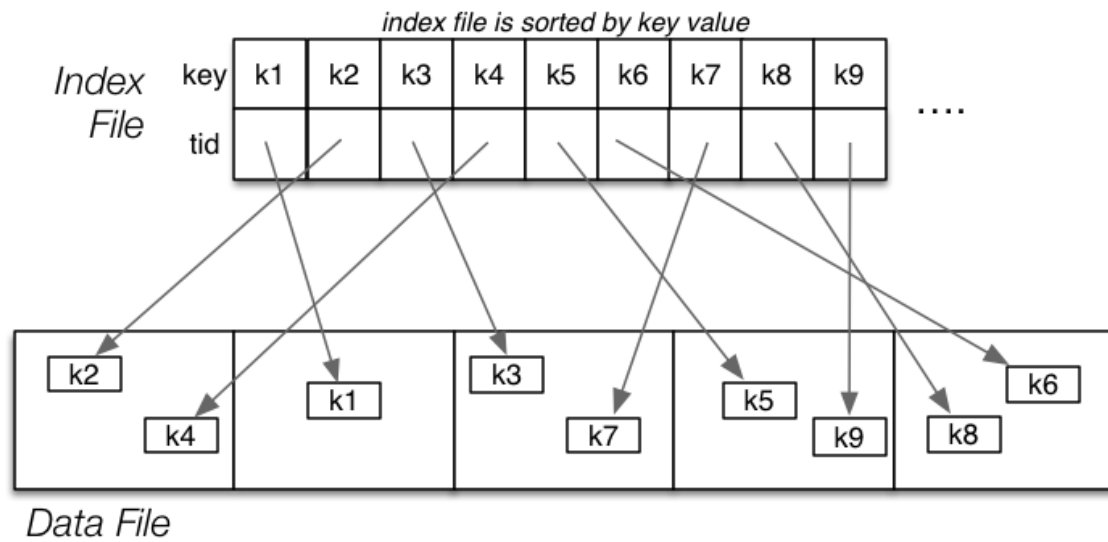 index file is sorted by key value
Index
File
key k1 k2 k3 k4 k5 k6 k7 k8 k9
....
tid
k2 k4 k1 k3 k7 k5 k9 k8 k6
Data File